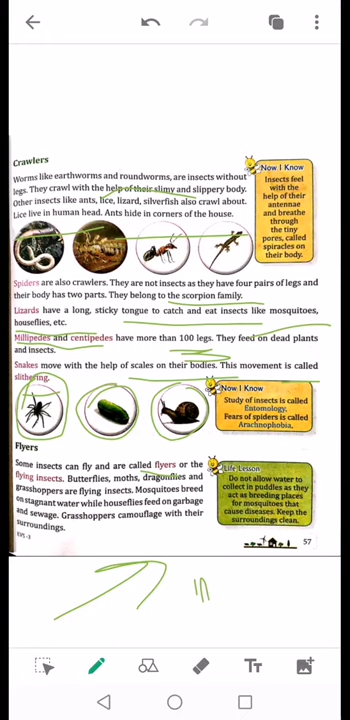 Crawlers
Worms like earthworms and roundworms, are insects without
legs. They crawl with the help of their slimy and slippery body.
Other insects like ants, lice, lizard, silverfish also crawl about.
Lice live in human head. Ants hide in corners of the house.
Now I Know
Insects feel
with the
help of their
antennae
and breathe
through
the tiny
pores, called
spiracles on
their body.
Spiders are also crawlers. They are not insects as they have four pairs of legs and
their body has two parts. They belong to the scorpion family.
Lizards have a long, sticky tongue to catch and eat insects like mosquitoes,
houseflies, etc.
Millipedes and centipedes have more than 100 legs. They feed on dead plants
and insects.
Snakes move with the help of scales on their bodies. This movement is called
slithering.
Now I Know
Study of insects is called
Entomology.
Fears of spiders is called
Arachnophobia,
Flyers
Some insects can fly and are called flyers or the
flying insects. Butterflies, moths, dragonflies and
grasshoppers are flying insects. Mosquitoes breed
on stagnant water while houseflies feed on garbage
and sewage. Grasshoppers camouflage with their
surroundings.
Life Lesson
Do not allow water to
collect in puddles as they
act as breeding places
for mosquitoes that
cause diseases. Keep the
surroundings clean.
57
TT